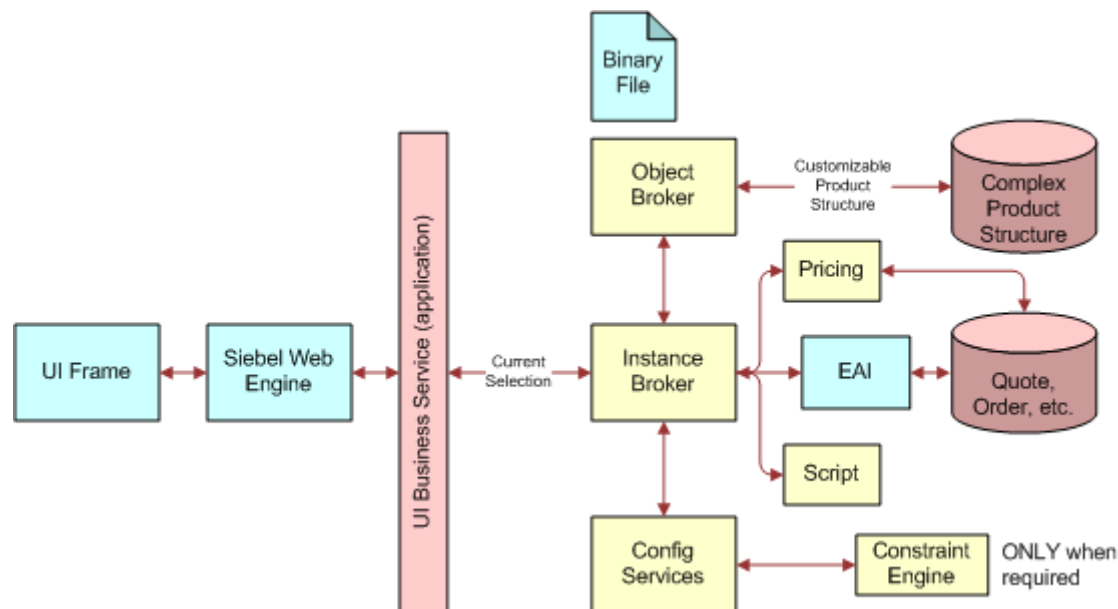 Binary
File
Object
Broker
Customizable
Product
Structure
Complex
Product
Structure
Pricing
UI Frame
Siebel Web
Engine
UI Business Service (application)
Current
Selection
Instance
Broker
EAI
Quote,
Order, etc.
Script
Config
Services
Constraint
Engine
ONLY when
required